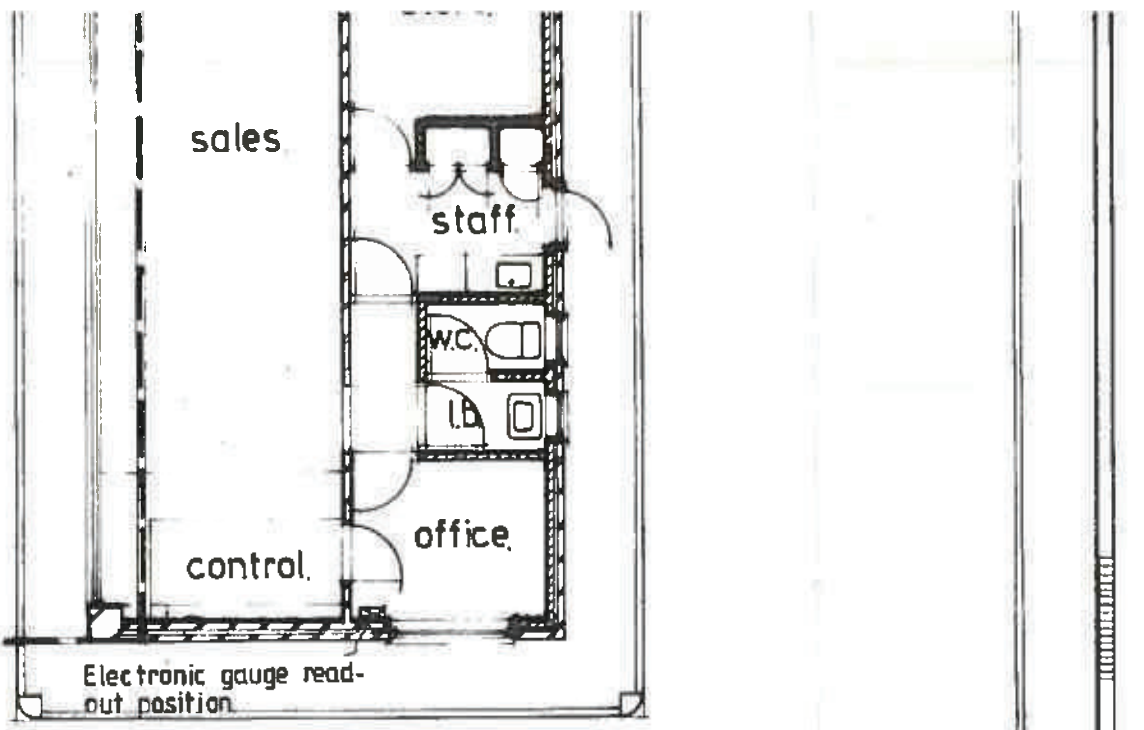 sales
staff.
W.C.
office.
control.
Electronic gauge read-
out position.